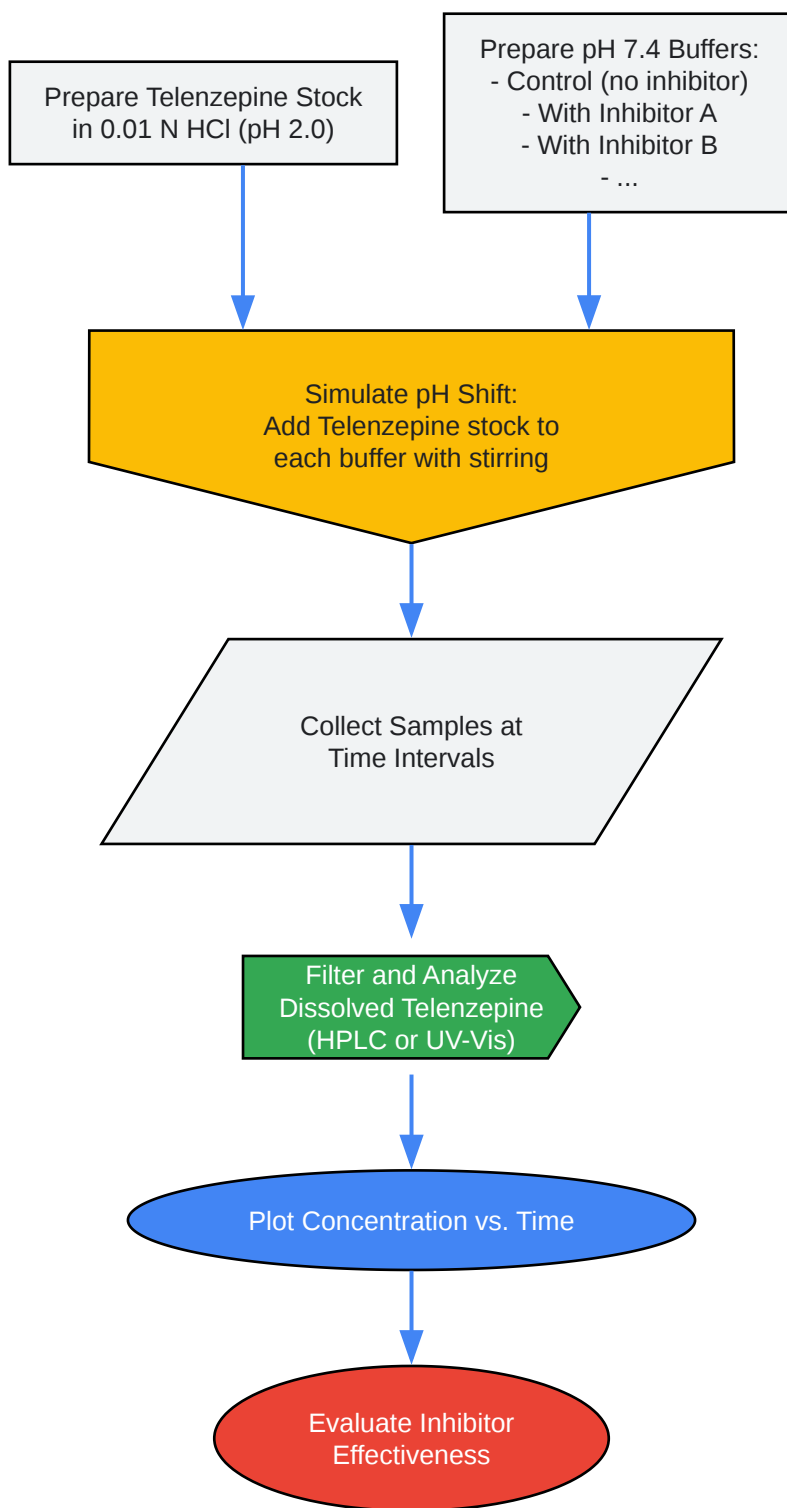 Prepare Telenzepine Stock
in 0.01 N HCl (pH 2.0)
Prepare pH 7.4 Buffers:
- Control (no inhibitor)
- With Inhibitor A
- With Inhibitor B
- ...
Simulate pH Shift:
Add Telenzepine stock to
each buffer with stirring
Collect Samples at
Time Intervals
Filter and Analyze
Dissolved Telenzepine
(HPLC or UV-Vis)
Plot Concentration vs. Time
Evaluate Inhibitor
Effectiveness